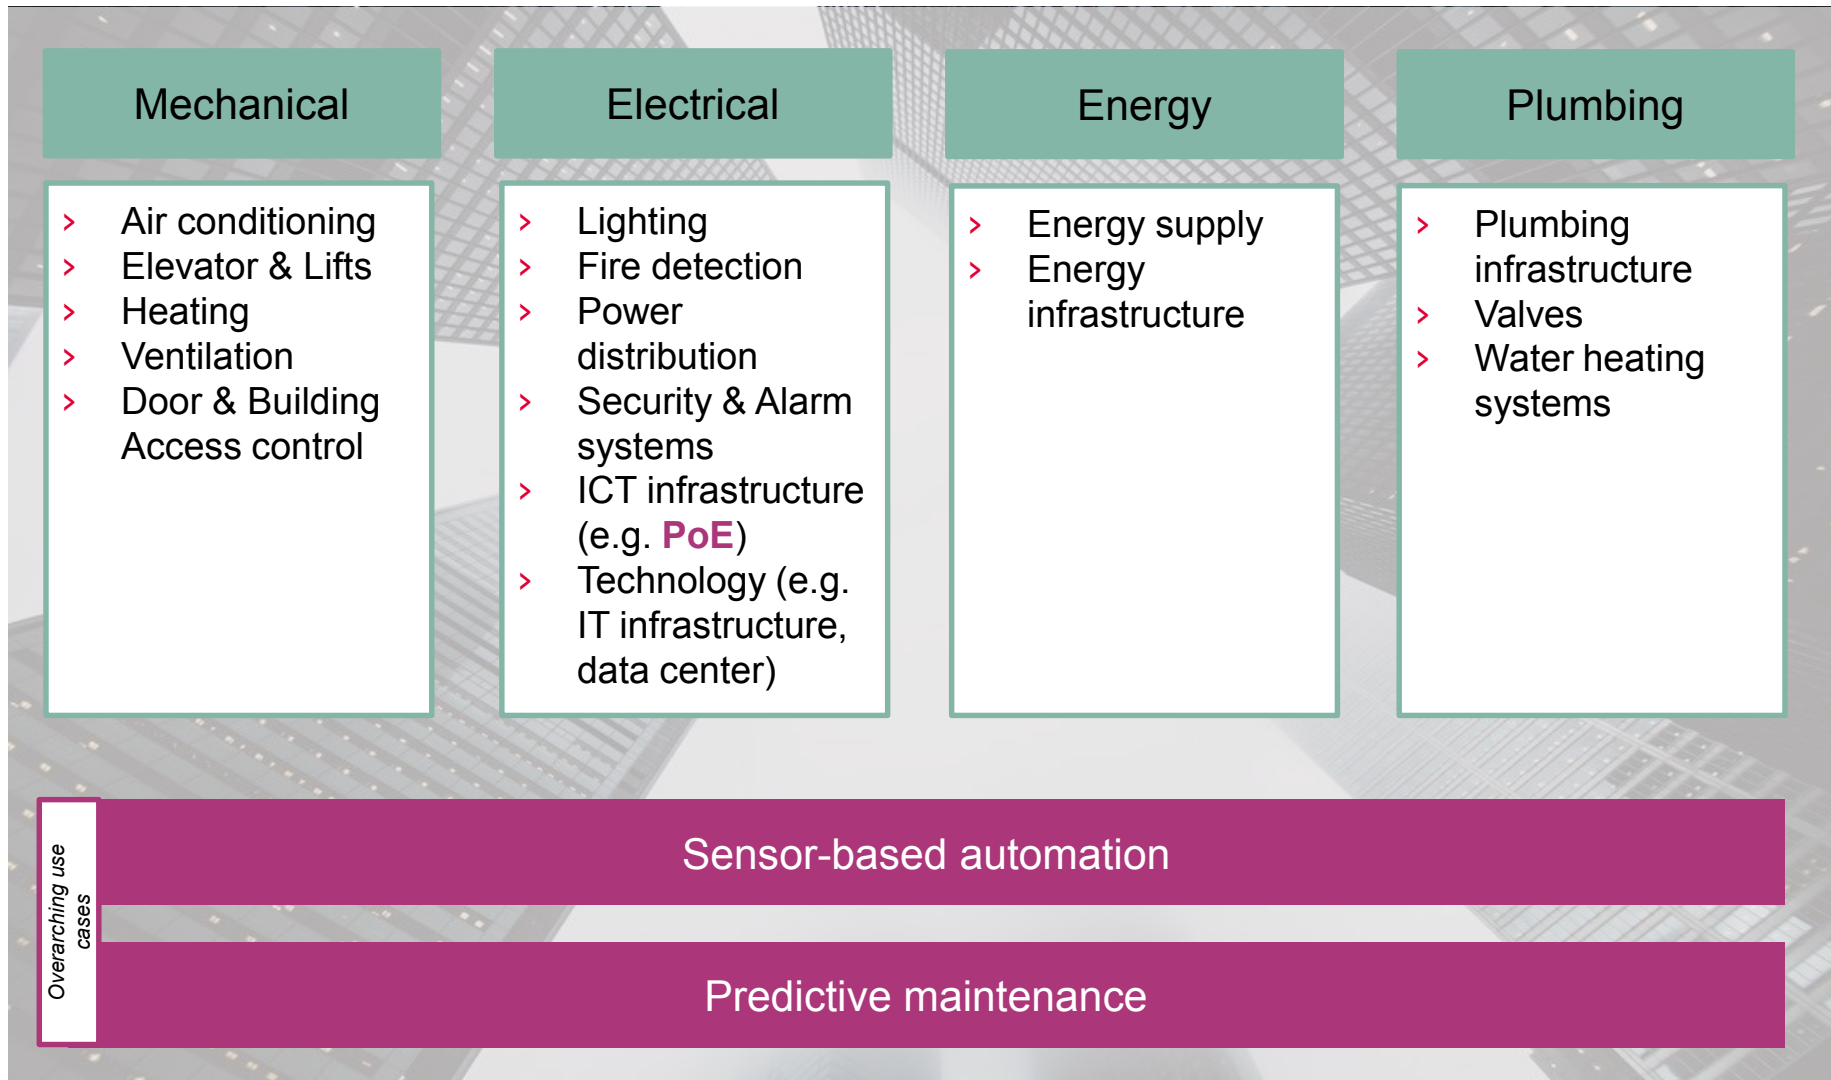 Mechanical
> Air conditioning
> Elevator & Lifts
> Heating
> Ventilation
> Door & Building
Access control
Electrical
> Lighting
> Fire detection
> Power
distribution
> Security & Alarm
systems
> ICT infrastructure
(e.g. PoE)
> Technology (e.g.
IT infrastructure,
data center)
Energy
> Energy supply
> Energy
infrastructure
Plumbing
> Plumbing
infrastructure
> Valves
> Water heating
systems
Overarching use
cases
Sensor-based automation
Predictive maintenance